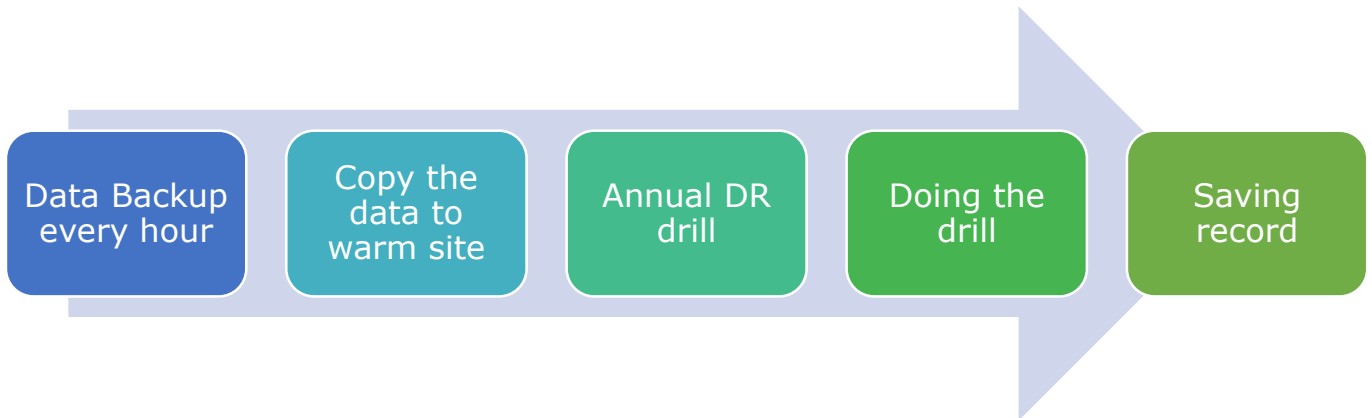 Data Backup
every hour
Copy the
data to
warm site
Annual DR
drill
Doing the
drill
Saving
record